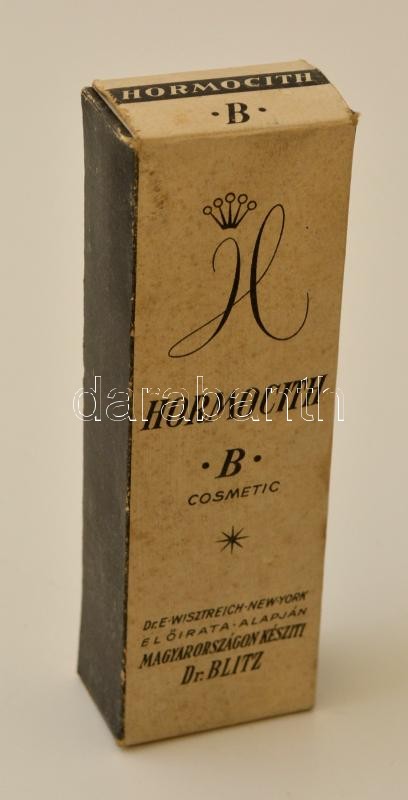 HORMOCITH
·B·
H
HORMOCITH
·B·
COSMETIC
Dr.E·WISZTREICH·NEW-YORK
ELŐIRATA·ALAPJÁN
MAGYARORSZÁGON KÉSZITI
Dr. BLITZ
darabanth